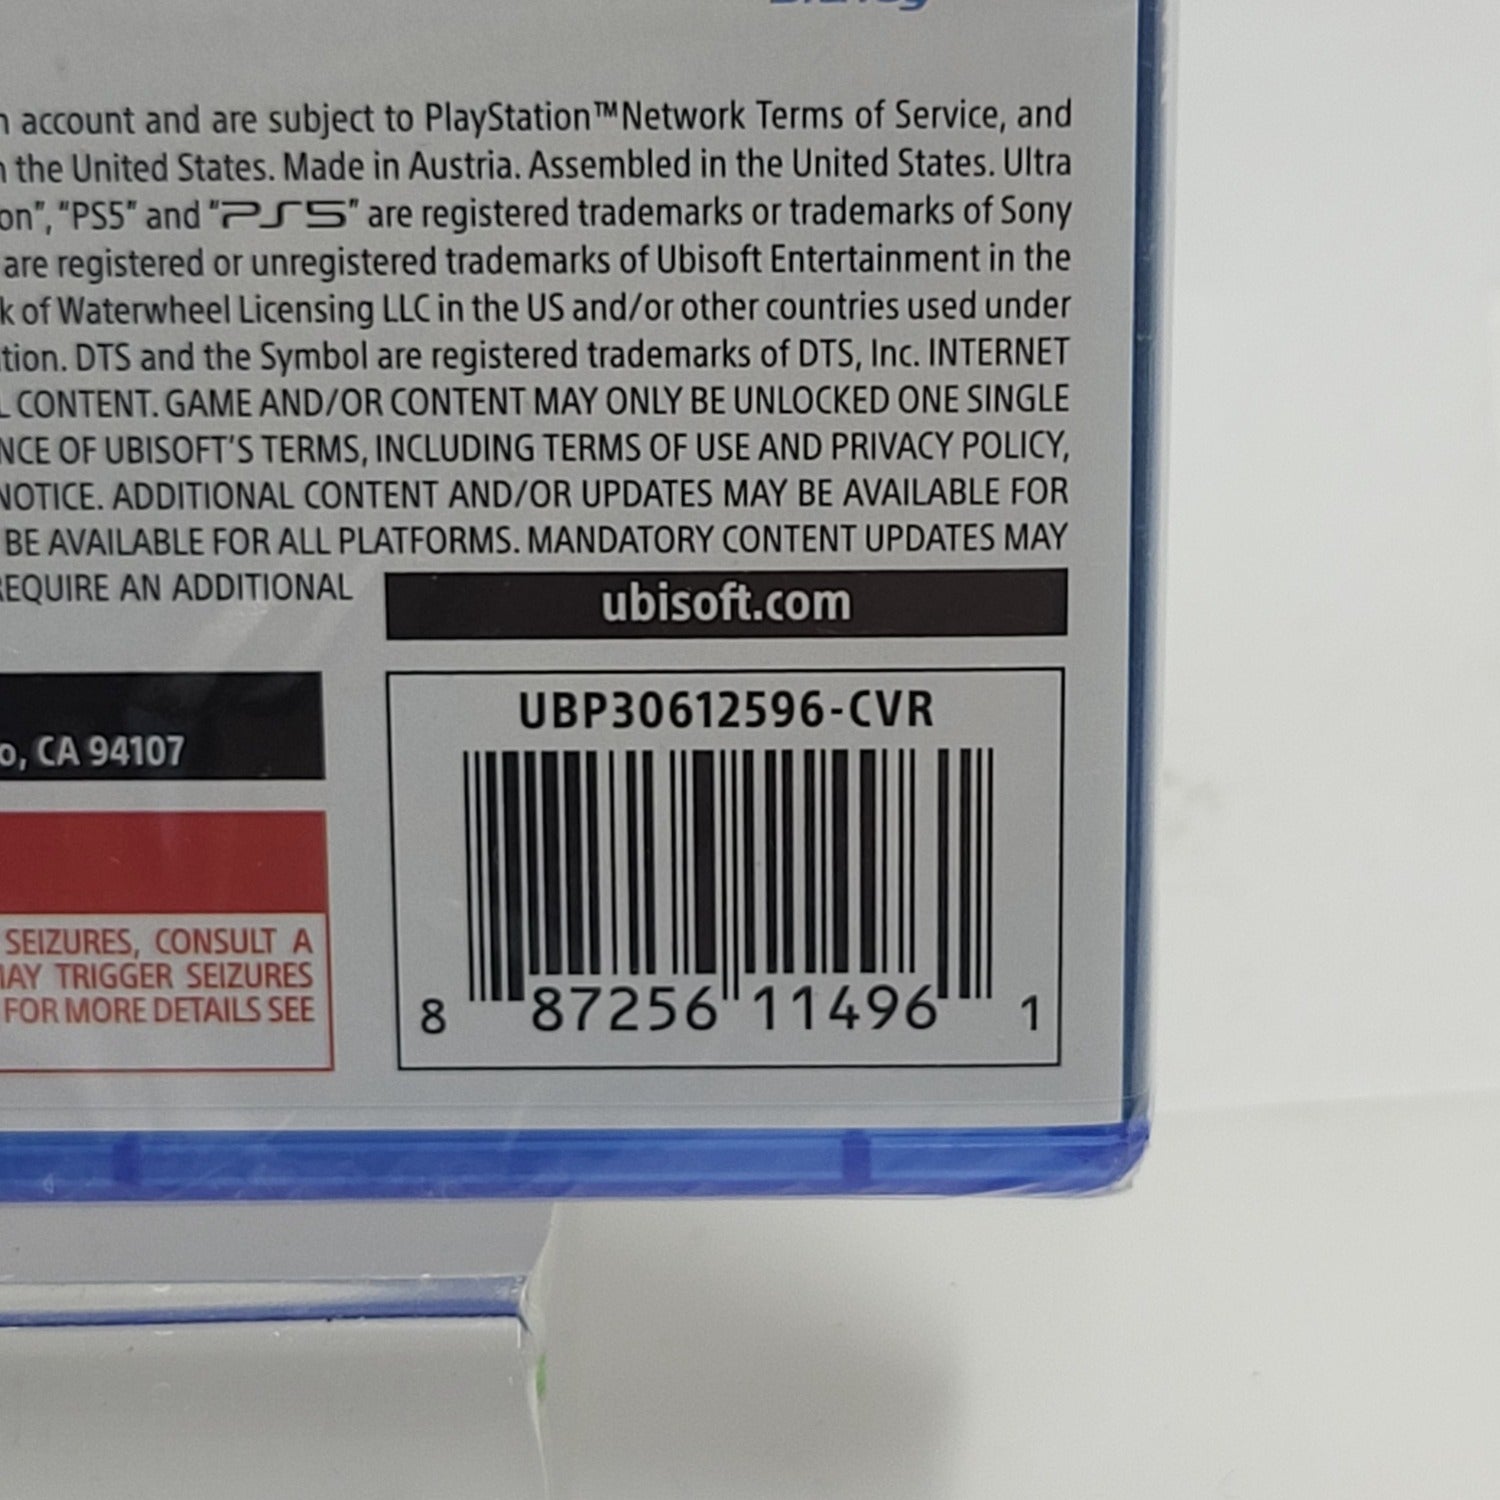 account and are subject to PlayStation™Network Terms of Service, and
the United States. Made in Austria. Assembled in the United States. Ultra
on", "PS5" and "PS5" are registered trademarks or trademarks of Sony
are registered or unregistered trademarks of Ubisoft Entertainment in the
k of Waterwheel Licensing LLC in the US and/or other countries used under
tion. DTS and the Symbol are registered trademarks of DTS, Inc. INTERNET
L CONTENT. GAME AND/OR CONTENT MAY ONLY BE UNLOCKED ONE SINGLE
NCE OF UBISOFT'S TERMS, INCLUDING TERMS OF USE AND PRIVACY POLICY,
NOTICE. ADDITIONAL CONTENT AND/OR UPDATES MAY BE AVAILABLE FOR
BE AVAILABLE FOR ALL PLATFORMS. MANDATORY CONTENT UPDATES MAY
REQUIRE AN ADDITIONAL
ubisoft.com
o, CA 94107
UBP30612596-CVR
SEIZURES, CONSULT A
MAY TRIGGER SEIZURES
FOR MORE DETAILS SEE
8 87256 11496 1